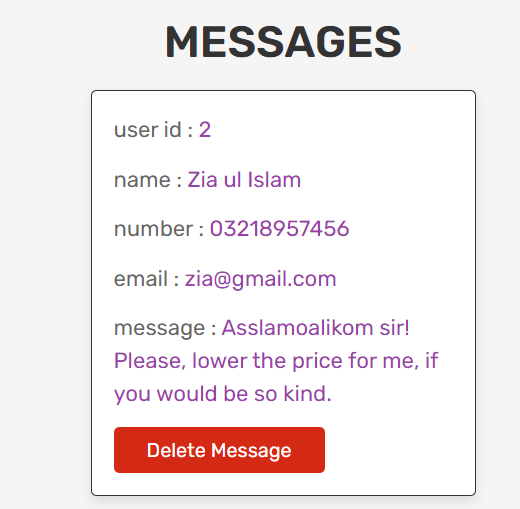 MESSAGES
user id : 2
name : Zia ul Islam
number : 03218957456
email : zia@gmail.com
message : Asslamoalikom sir!
Please, lower the price for me, if
you would be so kind.
Delete Message